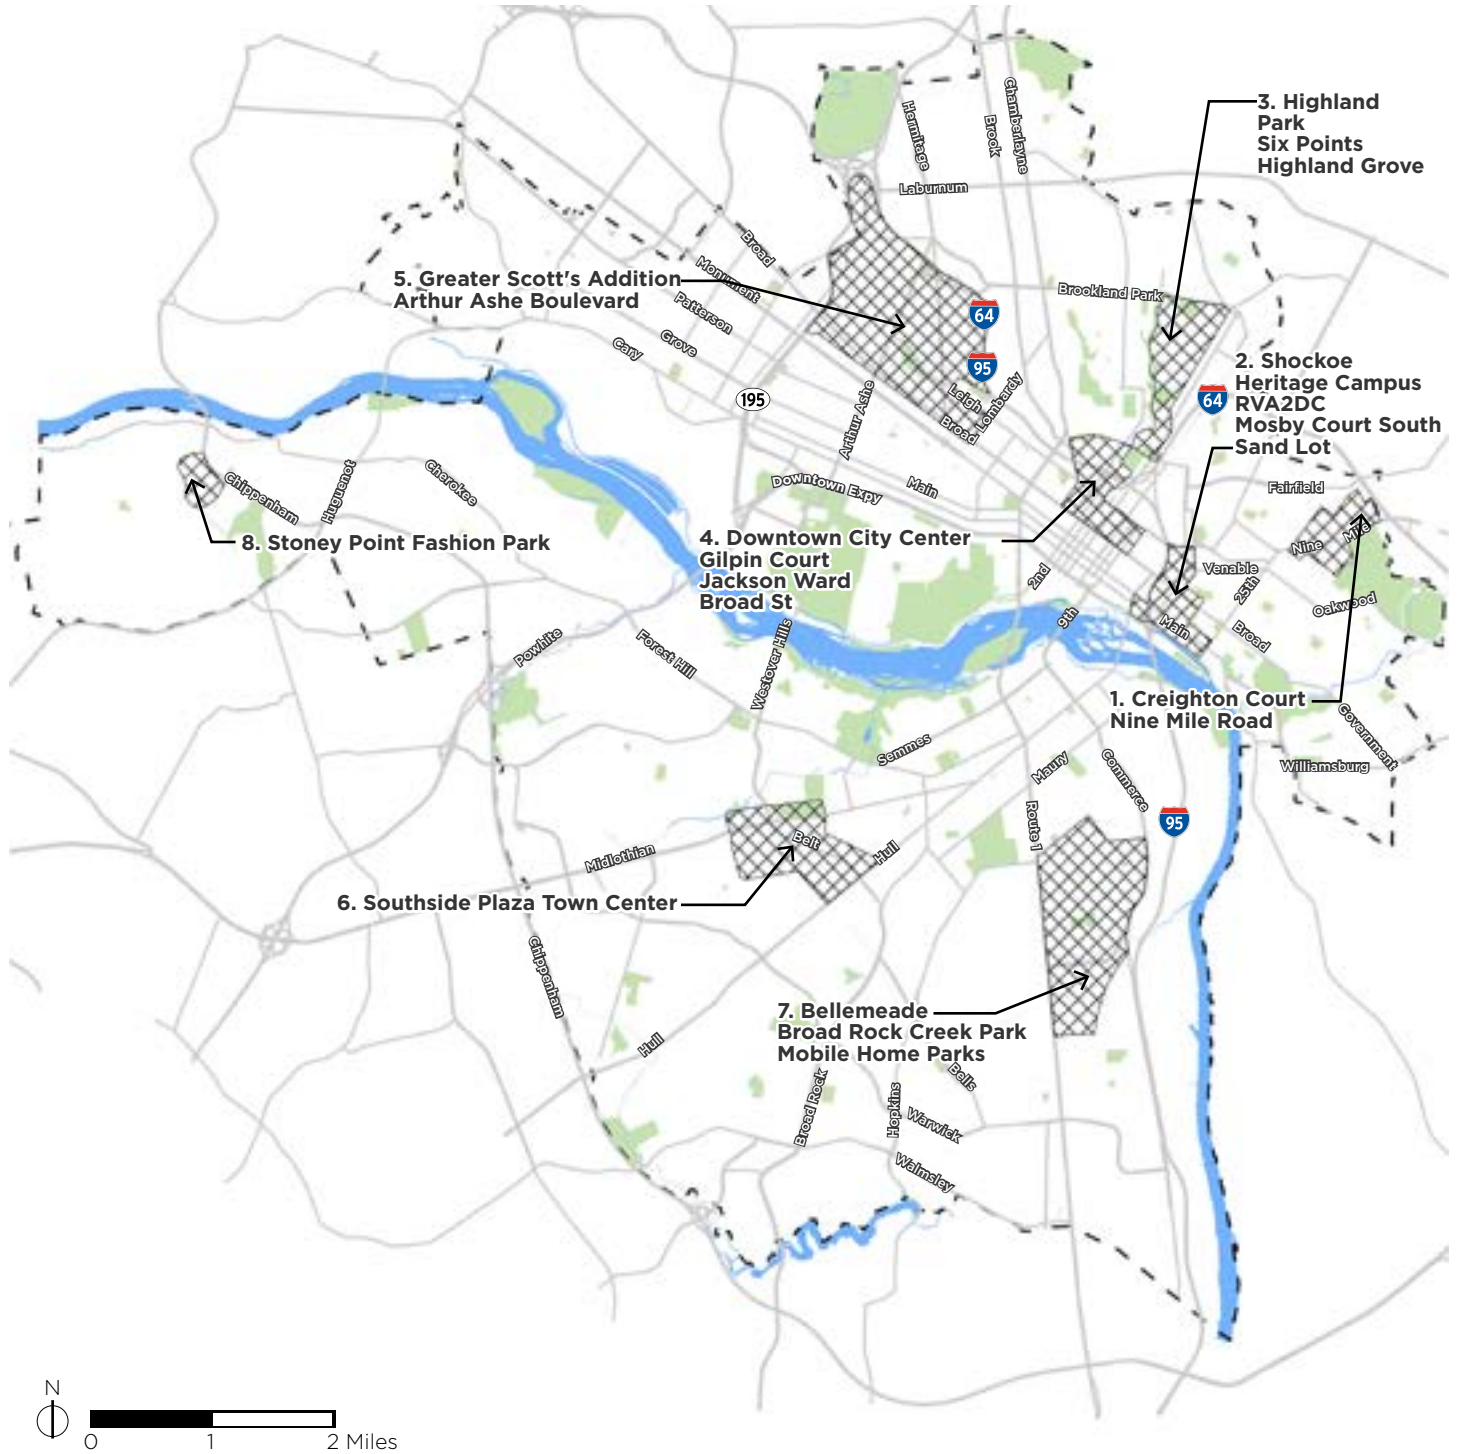 3. Highland
Park
Six Points
Highland Grove
Hermitage
Brook
Chamberlayne
Laburnum
Broad
Monument
Patterson
Grove
Cary
5. Greater Scott's Addition
Arthur Ashe Boulevard
Brookland Park
64
95
195
Leigh
Lombardy
Broad
Arthur Ashe
2. Shockoe
Heritage Campus
RVA2DC
Mosby Court South
Sand Lot
64
Downtown Expy
Main
Fairfield
Nine
Mile
Venable
25th
Oakwood
Main
Broad
2nd
9th
4. Downtown City Center
Gilpin Court
Jackson Ward
Broad St
Chippenham
Huguenot
Cherokee
8. Stoney Point Fashion Park
Powhite
Forest Hill
Westover Hills
1. Creighton Court
Nine Mile Road
Government
Williamsburg
Semmes
Maury
Commerce
Route 1
95
Midlothian
Belt
Hull
6. Southside Plaza Town Center
Chippenham
Hull
7. Bellemeade
Broad Rock Creek Park
Mobile Home Parks
Broad Rock
Hopkins
Bells
Warwick
Walmsley
N
0 1 2 Miles